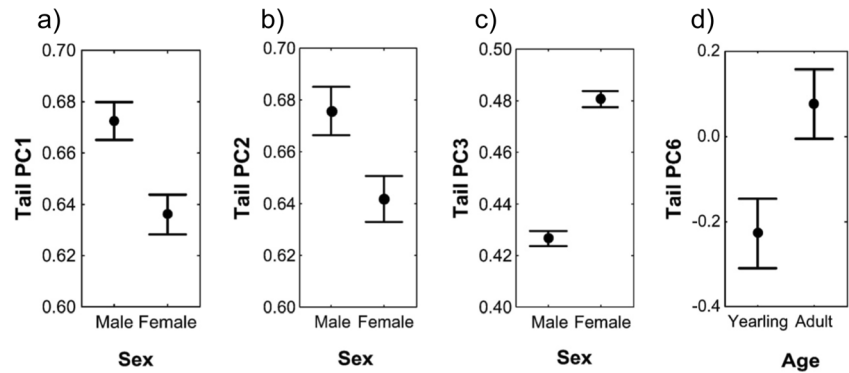 a)
0.70
0.68
0.66
0.64
0.62
0.60
Tail PC1
Male Female
Sex
b)
0.70
0.68
0.66
0.64
0.62
0.60
Tail PC2
Male Female
Sex
c)
0.50
0.48
0.46
0.44
0.42
0.40
Tail PC3
Male Female
Sex
d)
0.2
0.0
-0.2
-0.4
Tail PC6
Yearling Adult
Age